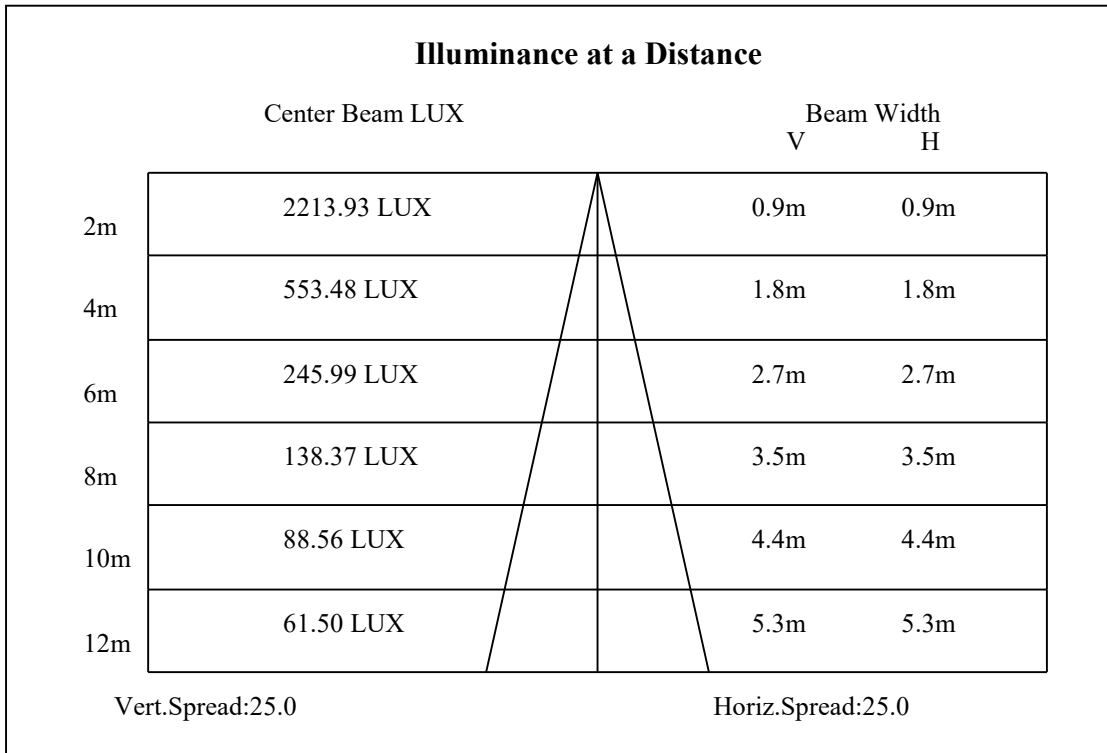 Illuminance at a Distance
Center Beam LUX Beam Width
V H
2m 2213.93 LUX 0.9m 0.9m
4m 553.48 LUX 1.8m 1.8m
6m 245.99 LUX 2.7m 2.7m
8m 138.37 LUX 3.5m 3.5m
10m 88.56 LUX 4.4m 4.4m
12m 61.50 LUX 5.3m 5.3m
Vert.Spread:25.0 Horiz.Spread:25.0